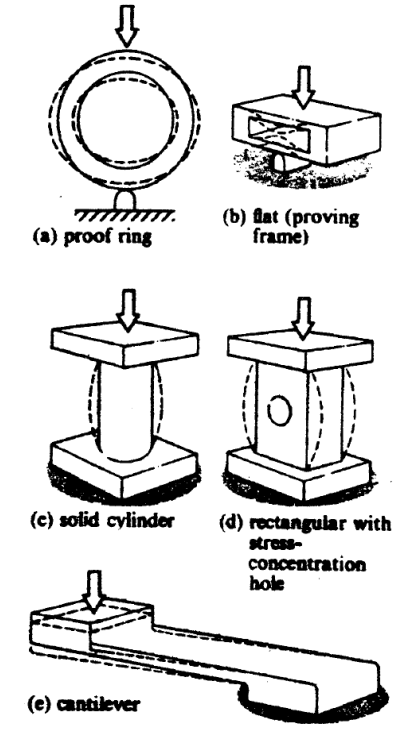 (a) proof ring
(b) flat (proving
frame)
(c) solid cylinder
(d) rectangular with
stress-
concentration
hole
(e) cantilever